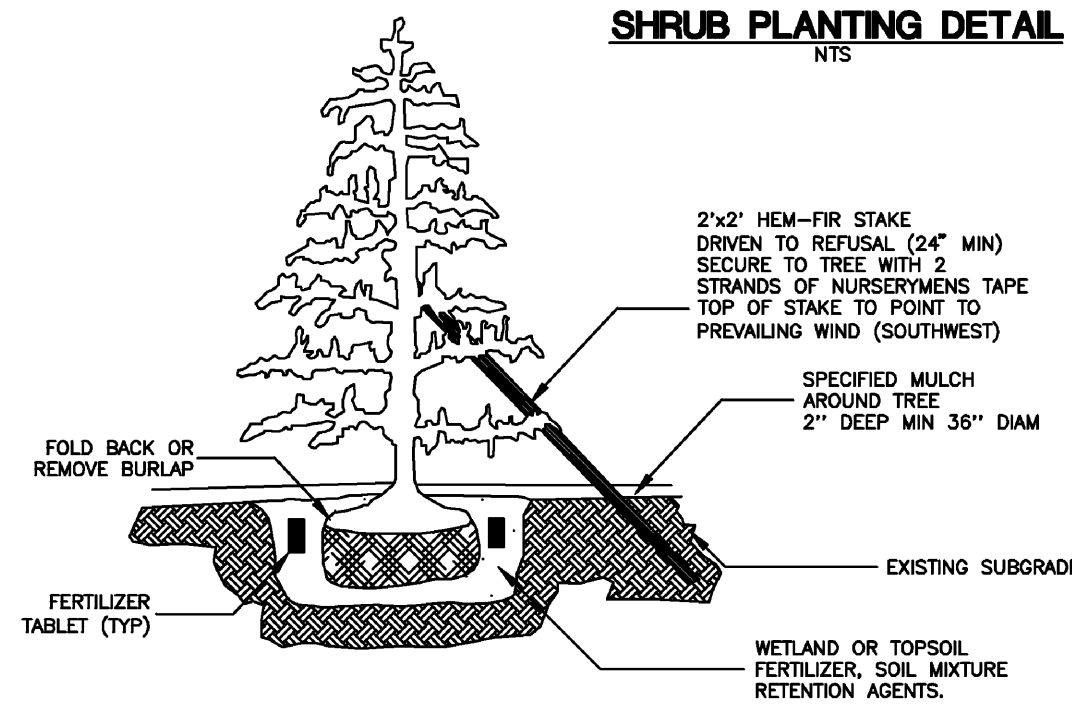 SHRUB PLANTING DETAIL
NTS
2'x2' HEM-FIR STAKE
DRIVEN TO REFUSAL (24" MIN)
SECURE TO TREE WITH 2
STRANDS OF NURSERYMENS TAPE
TOP OF STAKE TO POINT TO
PREVAILING WIND (SOUTHWEST)
SPECIFIED MULCH
AROUND TREE
2" DEEP MIN 36" DIAM
FOLD BACK OR
REMOVE BURLAP
EXISTING SUBGRADE
FERTILIZER
TABLET (TYP)
WETLAND OR TOPSOIL
FERTILIZER, SOIL MIXTURE
RETENTION AGENTS.